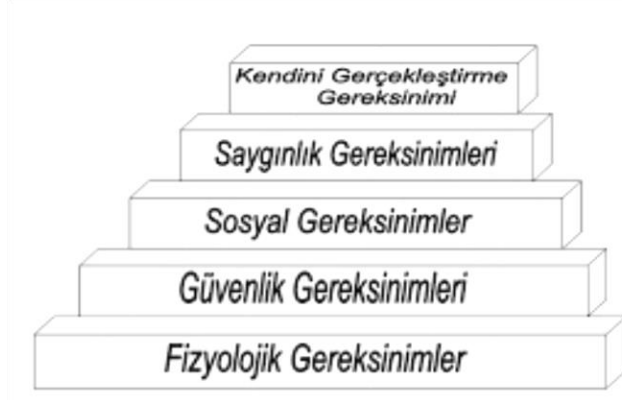 Kendini Gerçekleştirme
Gereksinimi
Saygınlık Gereksinimleri
Sosyal Gereksinimler
Güvenlik Gereksinimleri
Fizyolojik Gereksinimler